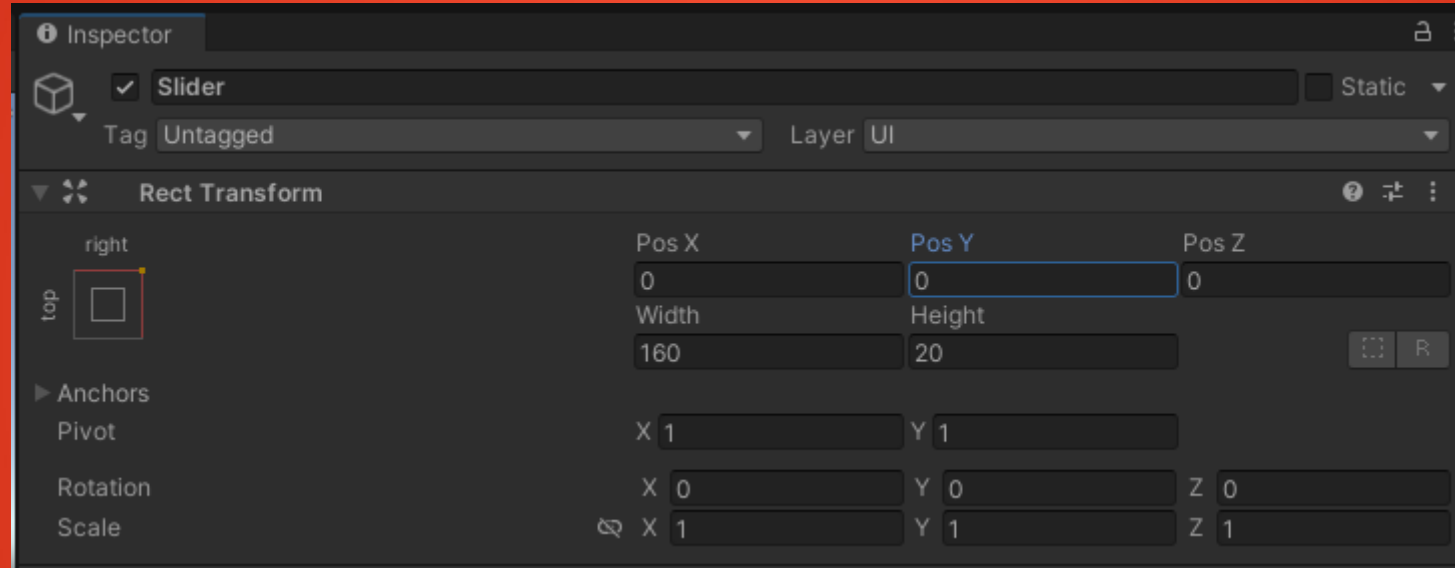 Inspector
Slider Static
Tag Untagged Layer UI
Rect Transform
right Pos X Pos Y Pos Z
top 0 0 0
Width Height
160 20 R
Anchors
Pivot X 1 Y 1
Rotation X 0 Y 0 Z 0
Scale X 1 Y 1 Z 1